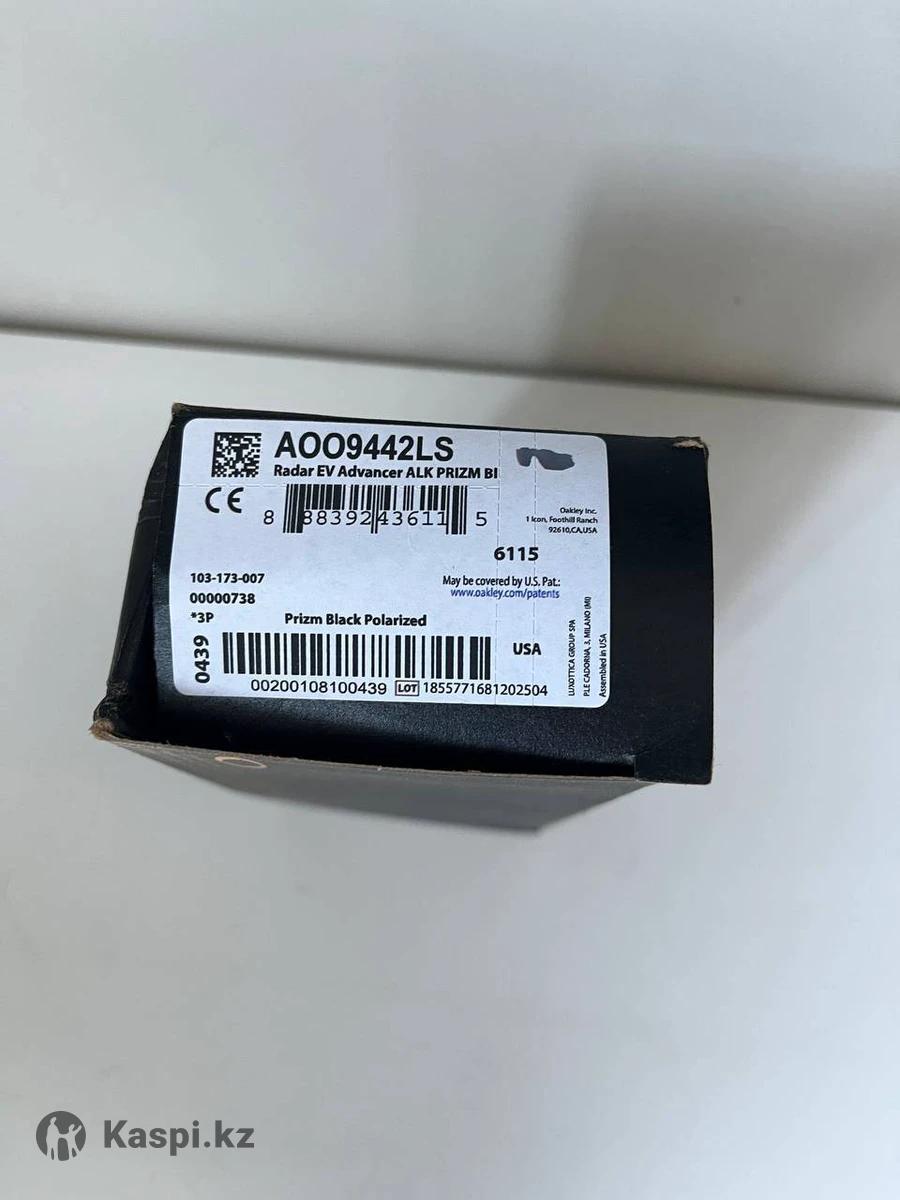 AOO9442LS
Radar EV Advancer ALK PRIZM Bl
CE
8 88392 43611 5
Oakley Inc.
1 Icon, Foothill Ranch
92610,CA,USA
6115
103-173-007
00000738
*3P
May be covered by U.S. Pat.:
www.oakley.com/patents
Prizm Black Polarized
0439
USA
00200108100439 LOT 1855771681202504
LUXOTTICA GROUP SPA
P.LE CADORNA, 3, MILANO (MI)
Assembled in USA
Kaspi.kz